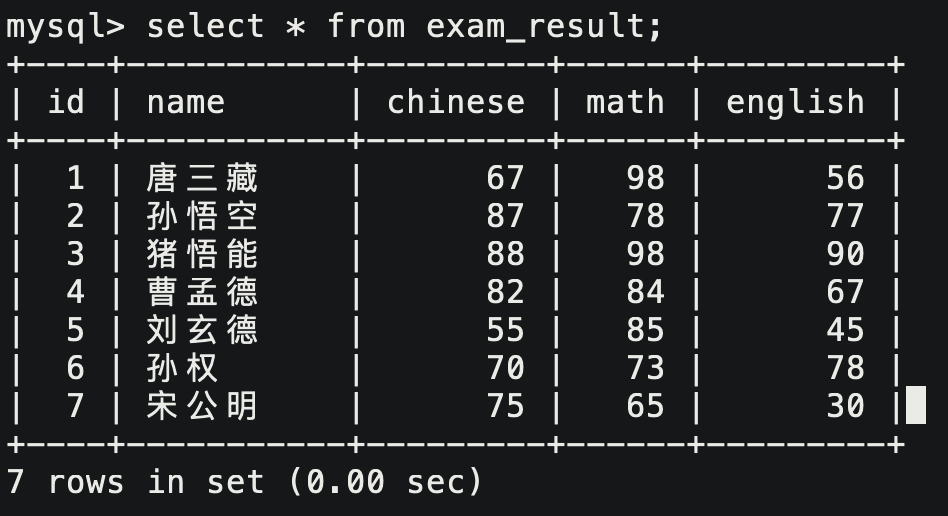 mysql> select * from exam_result;
+----+-----------+---------+------+---------+
| id | name      | chinese | math | english |
+----+-----------+---------+------+---------+
|  1 | 唐三藏    |      67 |   98 |      56 |
|  2 | 孙悟空    |      87 |   78 |      77 |
|  3 | 猪悟能    |      88 |   98 |      90 |
|  4 | 曹孟德    |      82 |   84 |      67 |
|  5 | 刘玄德    |      55 |   85 |      45 |
|  6 | 孙权      |      70 |   73 |      78 |
|  7 | 宋公明    |      75 |   65 |      30 |
+----+-----------+---------+------+---------+
7 rows in set (0.00 sec)